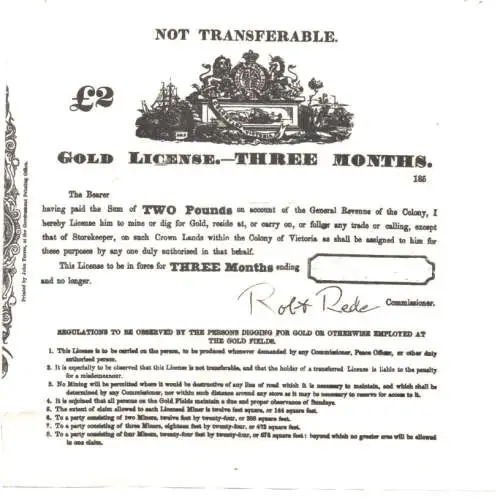 NOT TRANSFERABLE.
£2
VICTORIA
GOLD LICENSE.—THREE MONTHS.
185
The Bearer
having paid the Sum of TWO Pounds on account of the General Revenue of the Colony, I
hereby License him to mine or dig for Gold, reside at, or carry on, or follow any trade or calling, except
that of Storekeeper, on such Crown Lands within the Colony of Victoria as shall be assigned to him for
these purposes by any one duly authorised in that behalf.
This License to be in force for THREE Months ending
and no longer.
Robt Rede Commissioner.
Printed by John Ferres, at the Government Printing Office.
REGULATIONS TO BE OBSERVED BY THE PERSONS DIGGING FOR GOLD OR OTHERWISE EMPLOYED AT
THE GOLD FIELDS.
1. This License is to be carried on the person, to be produced whenever demanded by any Commissioner, Peace Officer, or other duly
authorised person.
2. It is especially to be observed that this License is not transferable, and that the holder of a transferred License is liable to the penalty
for a misdemeanour.
3. No Mining will be permitted where it would be destructive of any line of road which it is necessary to maintain, and which shall
be determined by any Commissioner, nor within such distance around any store as it may be necessary to reserve for access to it.
4. It is enjoined that all persons on the Gold Fields maintain a due and proper observance of Sundays.
5. The extent of claim allowed to each Licensed Miner is twelve feet square, or 144 square feet.
6. To a party consisting of two Miners, twelve feet by twenty-four, or 288 square feet.
7. To a party consisting of three Miners, eighteen feet by twenty-four, or 432 square feet.
8. To a party consisting of four Miners, twenty-four feet by twenty-four, or 576 square feet: beyond which no greater area will be allowed
in one claim.